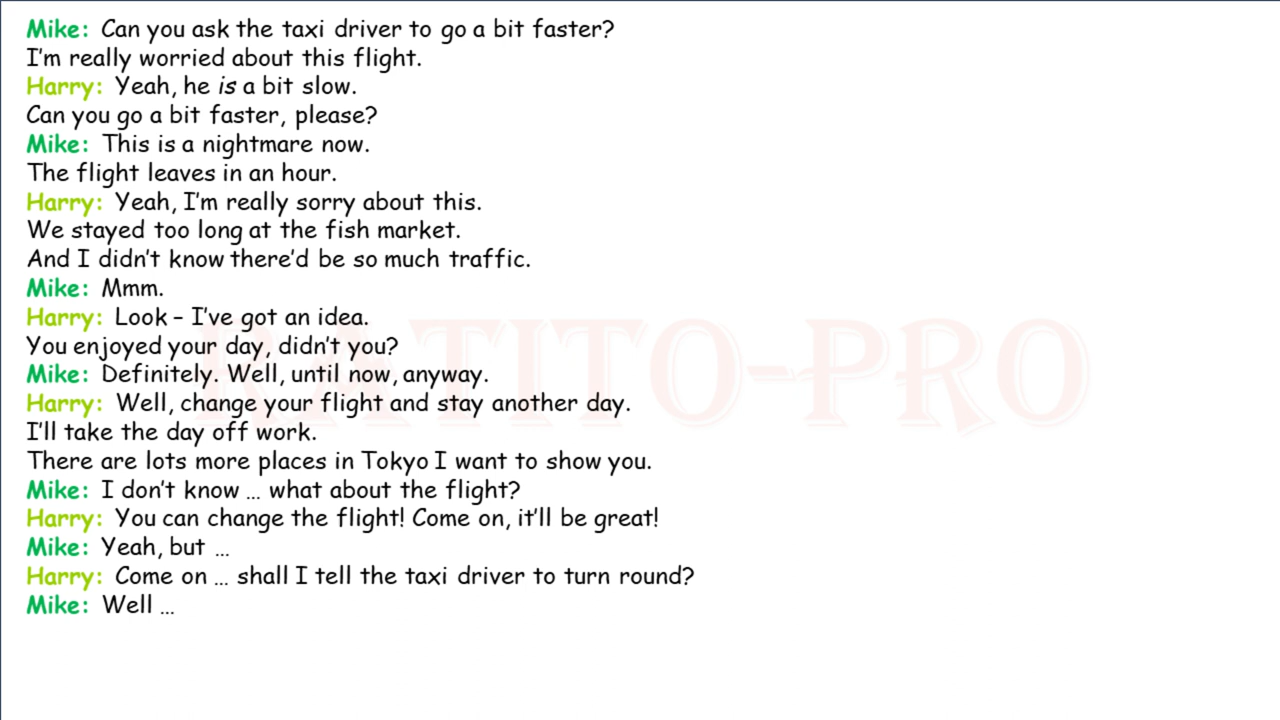 Mike: Can you ask the taxi driver to go a bit faster?
I'm really worried about this flight.
Harry: Yeah, he is a bit slow.
Can you go a bit faster, please?
Mike: This is a nightmare now.
The flight leaves in an hour.
Harry: Yeah, I'm really sorry about this.
We stayed too long at the fish market.
And I didn't know there'd be so much traffic.
Mike: Mmm.
Harry: Look – I've got an idea.
You enjoyed your day, didn't you?
Mike: Definitely. Well, until now, anyway.
Harry: Well, change your flight and stay another day.
I'll take the day off work.
There are lots more places in Tokyo I want to show you.
Mike: I don't know … what about the flight?
Harry: You can change the flight! Come on, it'll be great!
Mike: Yeah, but …
Harry: Come on … shall I tell the taxi driver to turn round?
Mike: Well …
RATITO-PRO